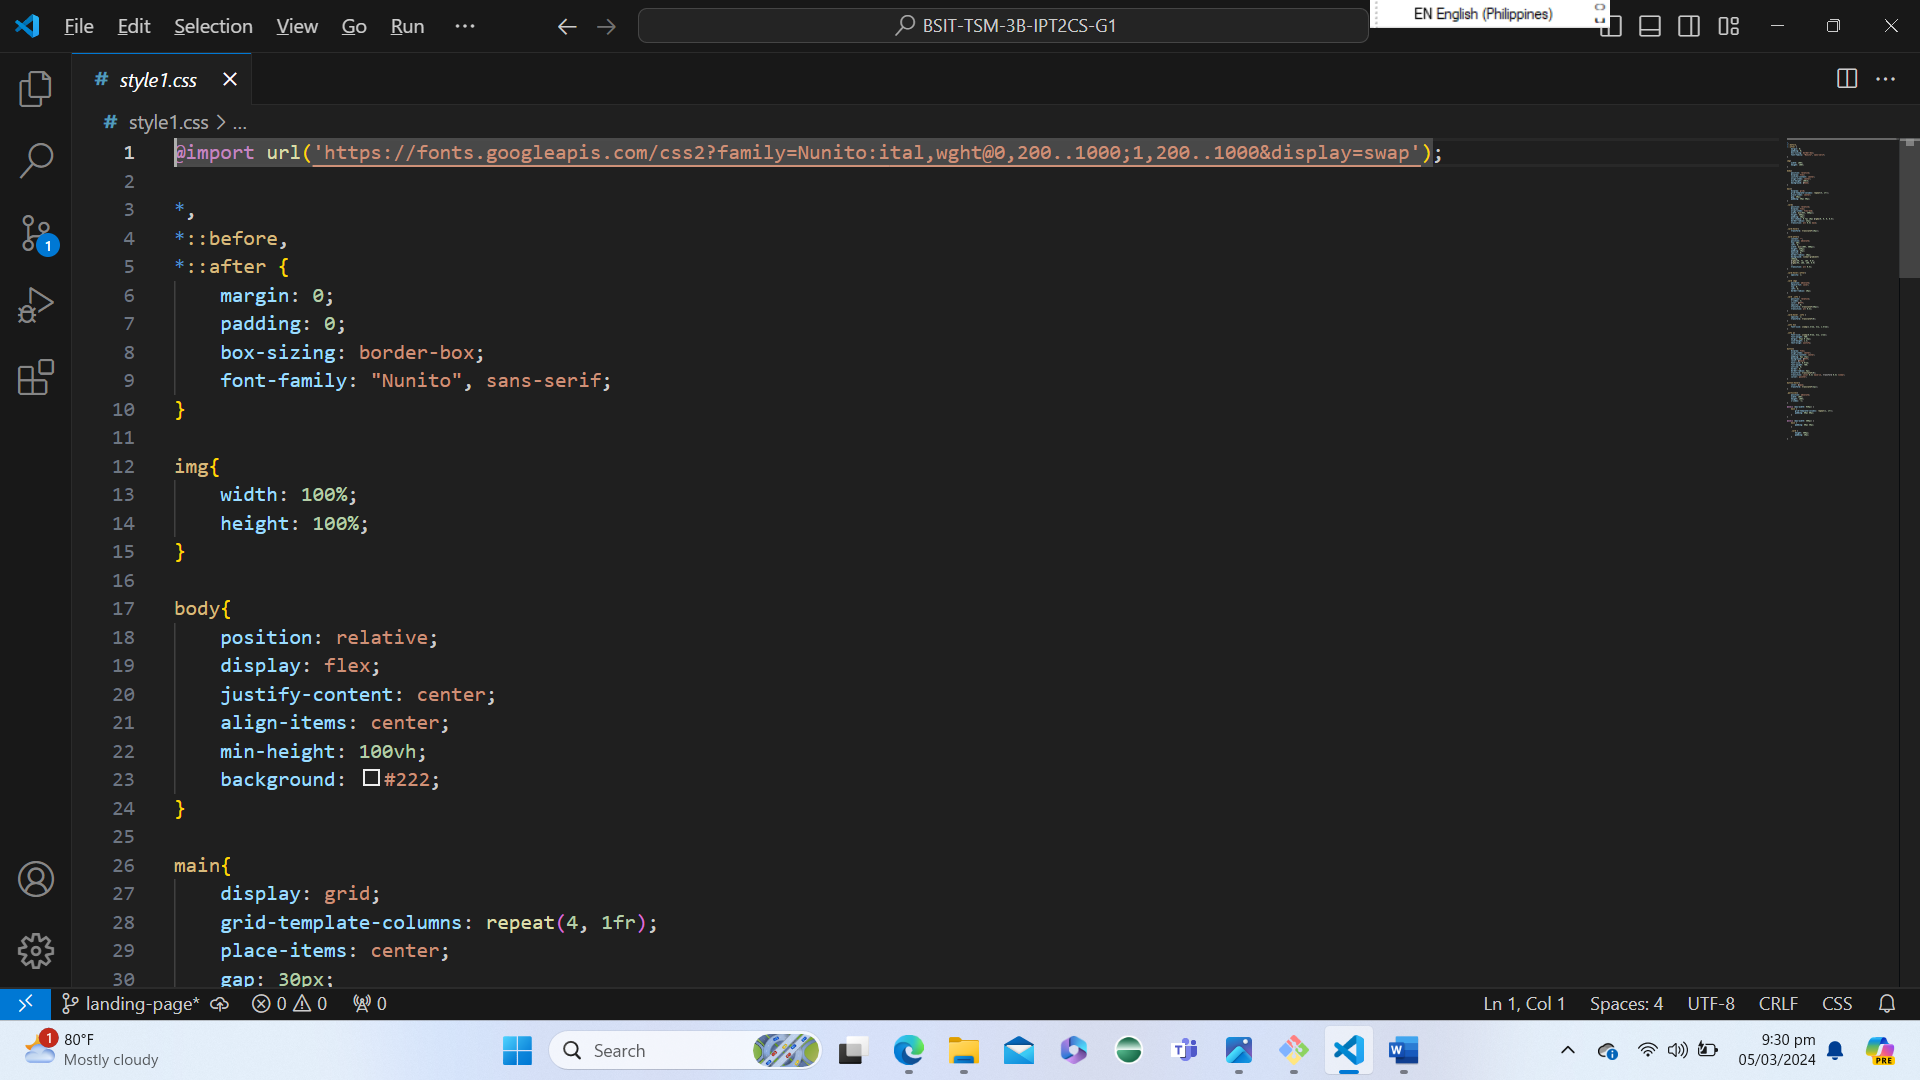 File Edit Selection View Go Run ···
BSIT-TSM-3B-IPT2CS-G1
EN English (Philippines)
# style1.css
# style1.css > ...
1 @import url('https://fonts.googleapis.com/css2?family=Nunito:ital,wght@0,200..1000;1,200..1000&display=swap');
2
3 *,
4 *::before,
5 *::after {
6 margin: 0;
7 padding: 0;
8 box-sizing: border-box;
9 font-family: "Nunito", sans-serif;
10 }
11
12 img{
13 width: 100%;
14 height: 100%;
15 }
16
17 body{
18 position: relative;
19 display: flex;
20 justify-content: center;
21 align-items: center;
22 min-height: 100vh;
23 background: #222;
24 }
25
26 main{
27 display: grid;
28 grid-template-columns: repeat(4, 1fr);
29 place-items: center;
30 gap: 30px;
1
landing-page* 0 0 0
Ln 1, Col 1 Spaces: 4 UTF-8 CRLF CSS
1
80°F
Mostly cloudy
Search
W
PRE
9:30 pm
05/03/2024